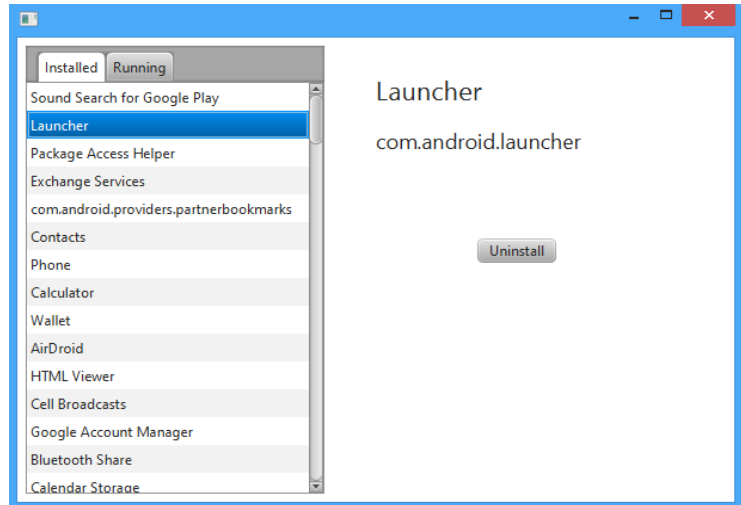 Installed Running
Sound Search for Google Play
Launcher
Package Access Helper
Exchange Services
com.android.providers.partnerbookmarks
Contacts
Phone
Calculator
Wallet
AirDroid
HTML Viewer
Cell Broadcasts
Google Account Manager
Bluetooth Share
Calendar Storage
Launcher
com.android.launcher
Uninstall